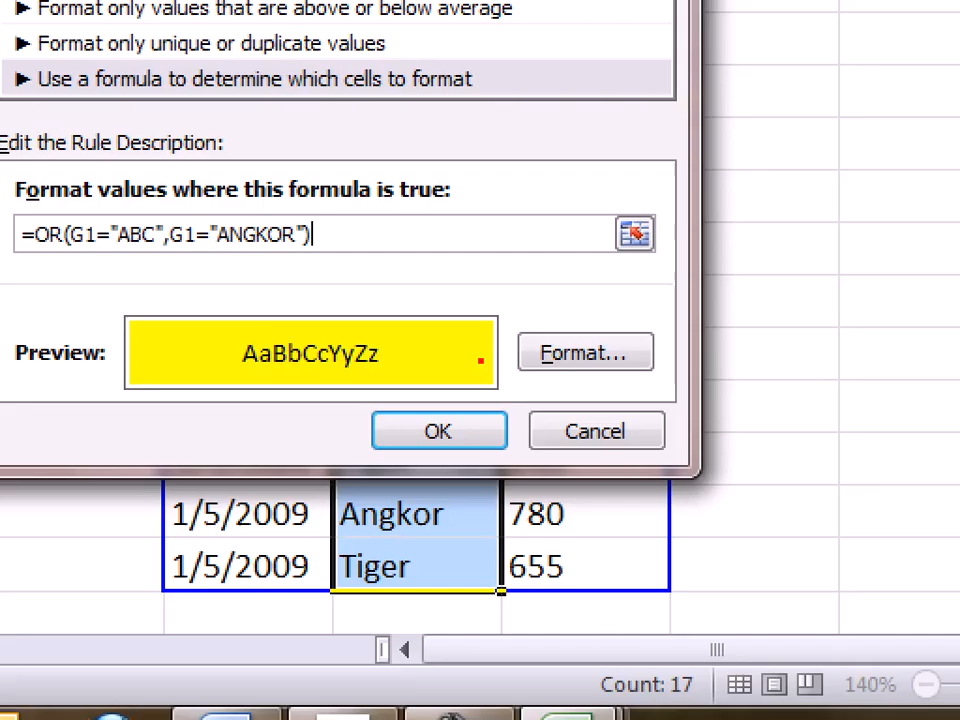 Format only values that are above or below average
Format only unique or duplicate values
Use a formula to determine which cells to format
Edit the Rule Description:
Format values where this formula is true:
=OR(G1="ABC",G1="ANGKOR")
Preview: AaBbCcYyZz Format...
OK Cancel
1/5/2009 Angkor 780
1/5/2009 Tiger 655
Count: 17 140%